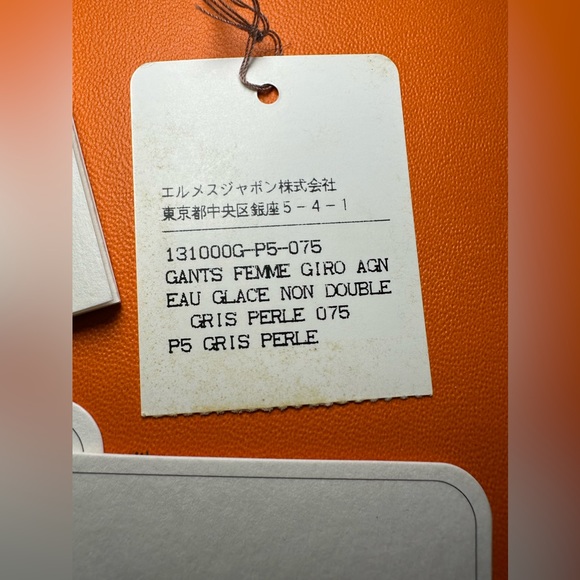 エルメスジャポン株式会社
東京都中央区銀座5-4-1
131000G-P5-075
GANTS FEMME GIRO AGN
EAU GLACE NON DOUBLE
GRIS PERLE 075
P5 GRIS PERLE